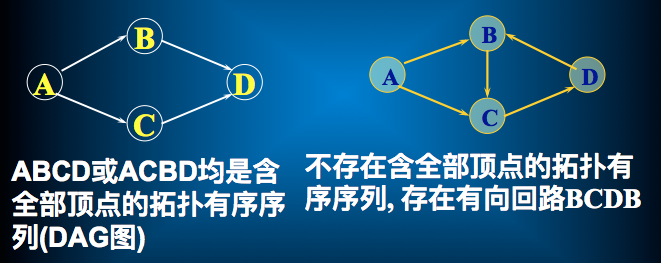 B
A
D
C
ABCD或ACBD均是含
全部顶点的拓扑有序序
列(DAG图)
B
A
D
C
不存在含全部顶点的拓扑有
序序列, 存在有向回路BCDB